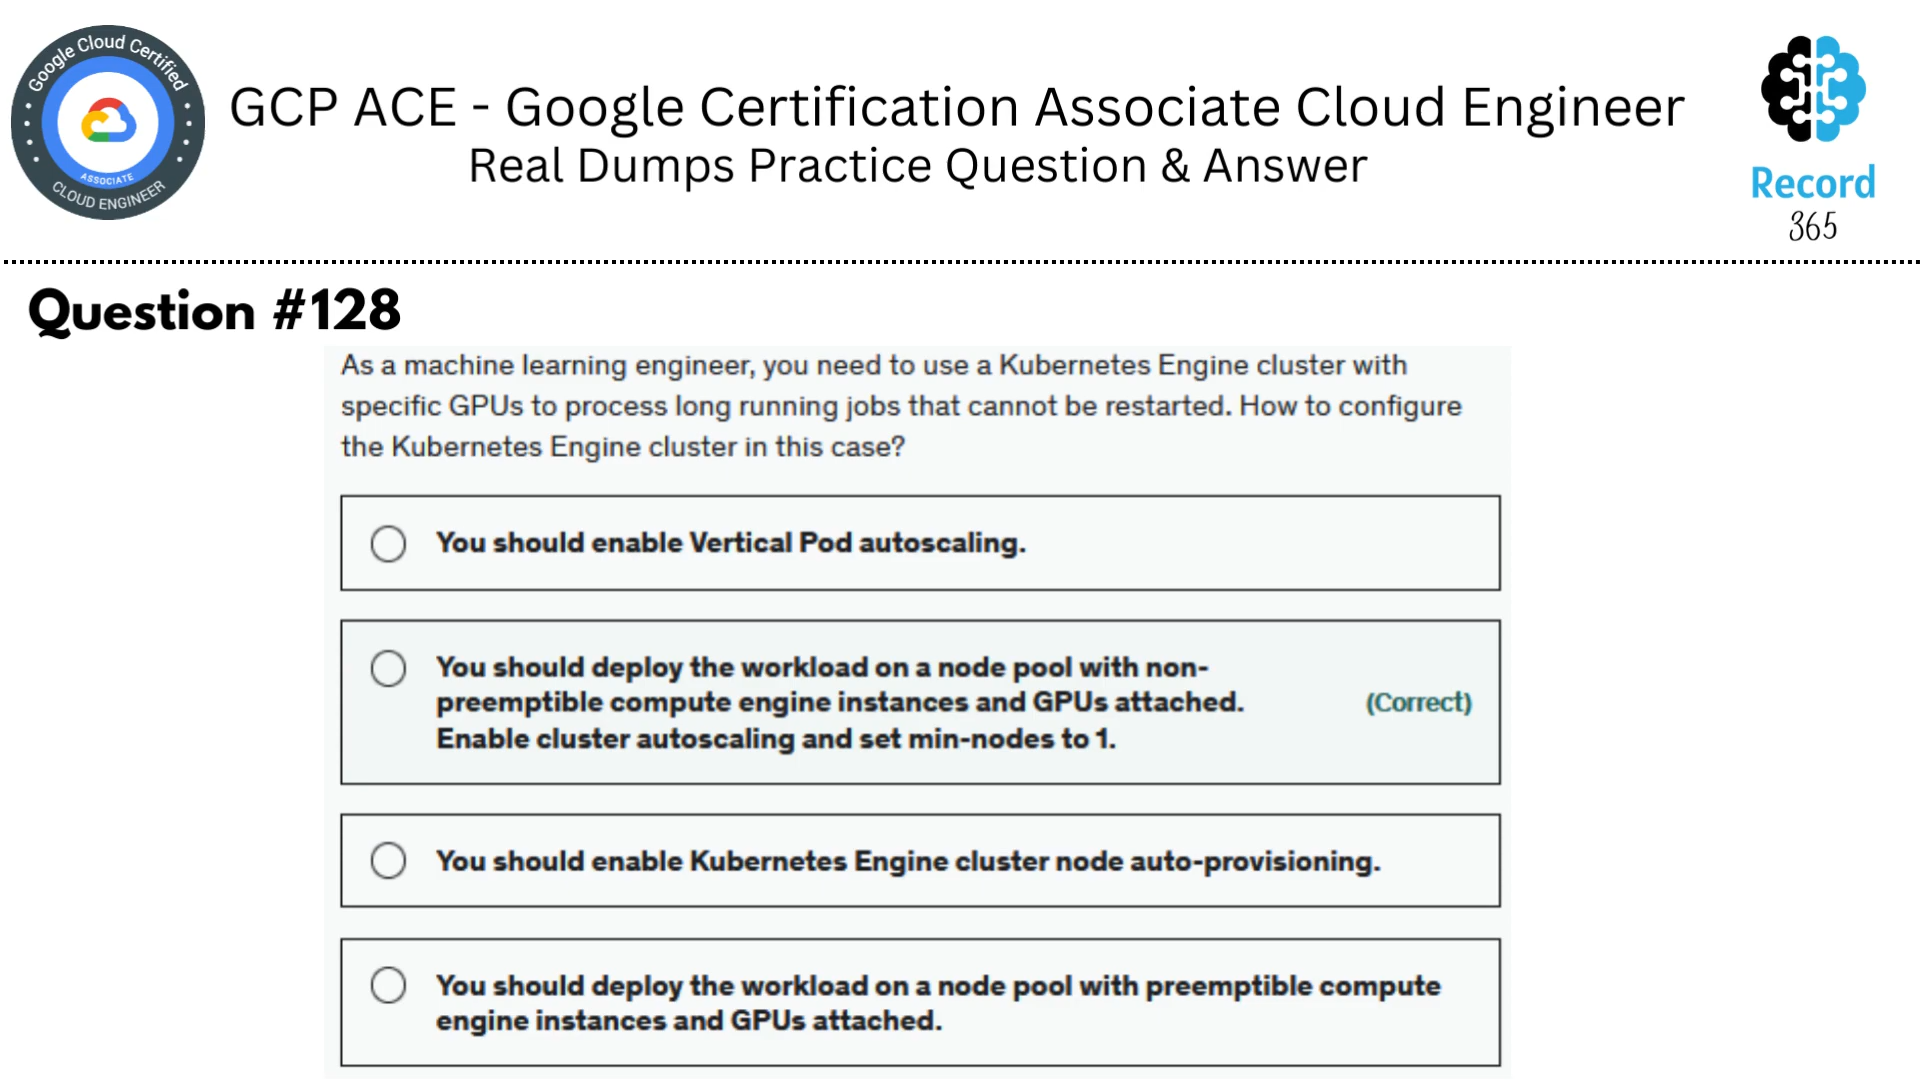 Google Cloud Certified
ASSOCIATE
CLOUD ENGINEER
GCP ACE - Google Certification Associate Cloud Engineer
Real Dumps Practice Question & Answer
Record
365
Question #128
As a machine learning engineer, you need to use a Kubernetes Engine cluster with
specific GPUs to process long running jobs that cannot be restarted. How to configure
the Kubernetes Engine cluster in this case?
You should enable Vertical Pod autoscaling.
You should deploy the workload on a node pool with non-
preemptible compute engine instances and GPUs attached.
Enable cluster autoscaling and set min-nodes to 1.
(Correct)
You should enable Kubernetes Engine cluster node auto-provisioning.
You should deploy the workload on a node pool with preemptible compute
engine instances and GPUs attached.